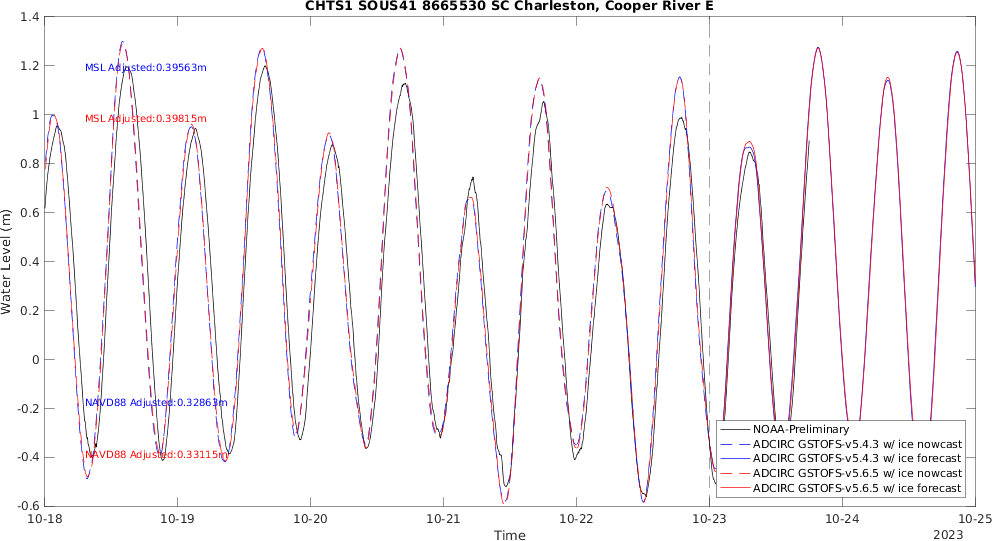 CHTS1 SOUS41 8665530 SC Charleston, Cooper River E
1.4
1.2
1
0.8
0.6
0.4
0.2
0
-0.2
-0.4
-0.6
Water Level (m)
MSL Adjusted:0.39563m
MSL Adjusted:0.39815m
NAVD88 Adjusted:0.32863m
NAVD88 Adjusted:0.33115m
NOAA-Preliminary
ADCIRC GSTOFS-v5.4.3 w/ ice nowcast
ADCIRC GSTOFS-v5.4.3 w/ ice forecast
ADCIRC GSTOFS-v5.6.5 w/ ice nowcast
ADCIRC GSTOFS-v5.6.5 w/ ice forecast
10-18 10-19 10-20 10-21 10-22 10-23 10-24 10-25
Time
2023